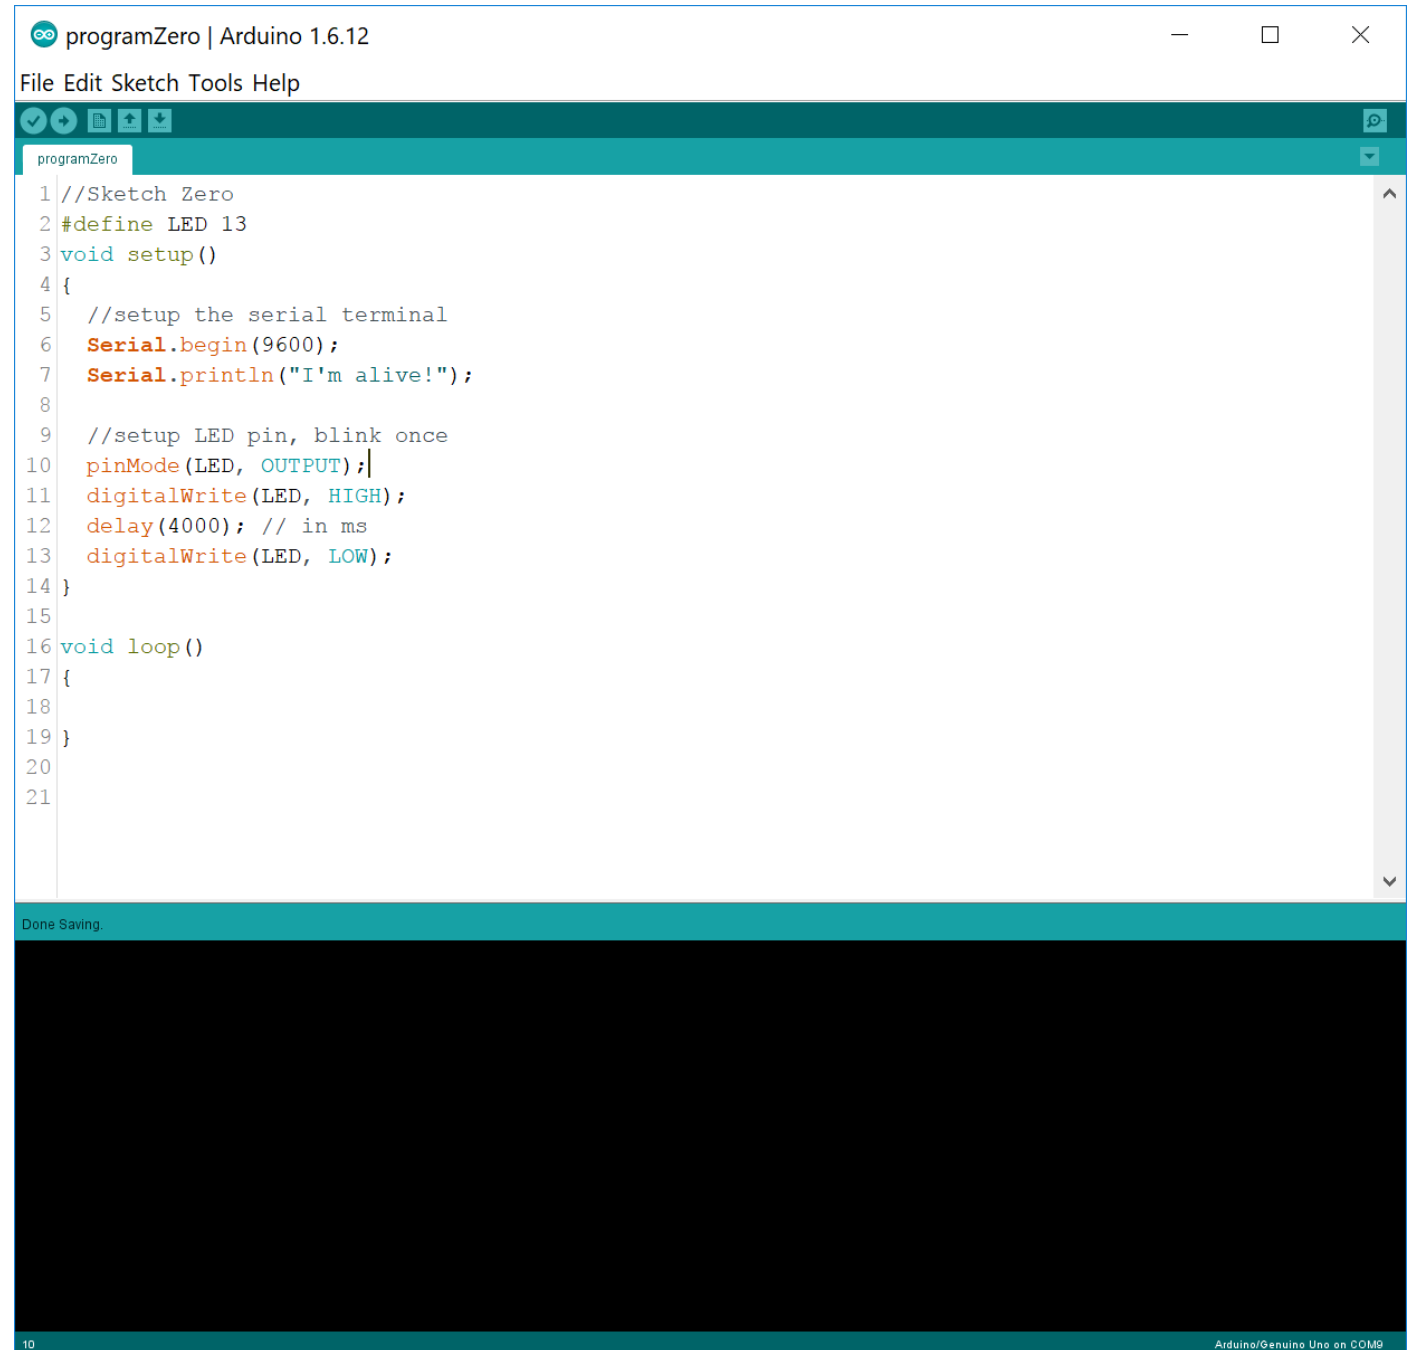 programZero | Arduino 1.6.12
File Edit Sketch Tools Help
programZero
1 //Sketch Zero
2 #define LED 13
3 void setup()
4 {
5   //setup the serial terminal
6   Serial.begin(9600);
7   Serial.println("I'm alive!");
8
9   //setup LED pin, blink once
10   pinMode(LED, OUTPUT);
11   digitalWrite(LED, HIGH);
12   delay(4000); // in ms
13   digitalWrite(LED, LOW);
14 }
15
16 void loop()
17 {
18
19 }
20
21
Done Saving.
10 Arduino/Genuino Uno on COM9